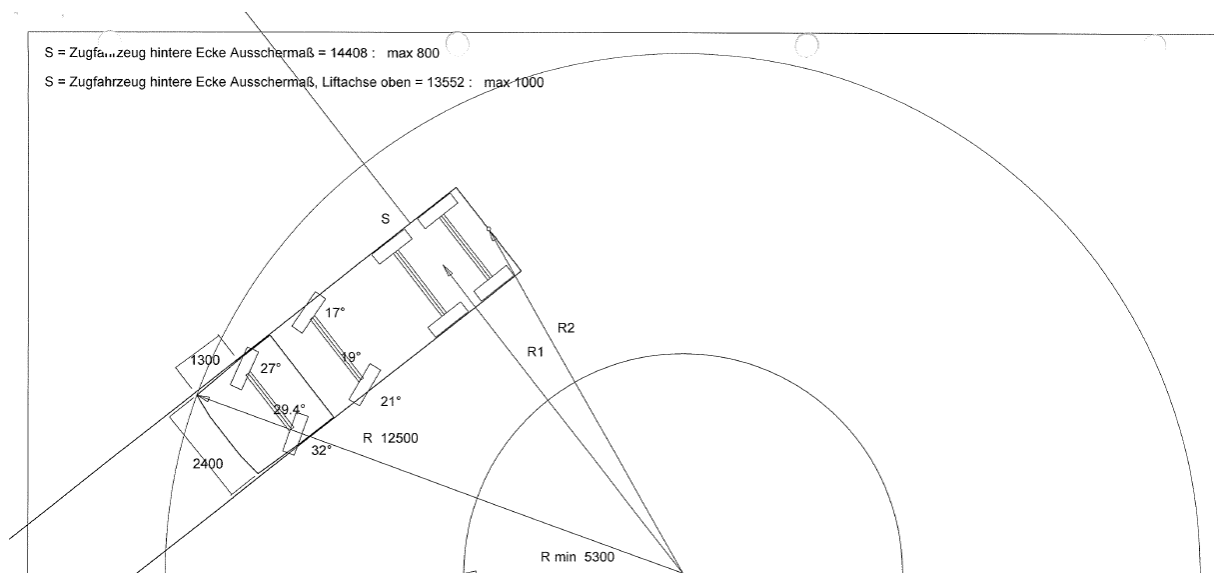 S = Zugfahrzeug hintere Ecke Ausschermaß = 14408 : max 800
S = Zugfahrzeug hintere Ecke Ausschermaß, Liftachse oben = 13552 : max 1000
S
17°
R2
19°
R1
1300
27°
21°
29.4°
R 12500
32°
2400
R min 5300